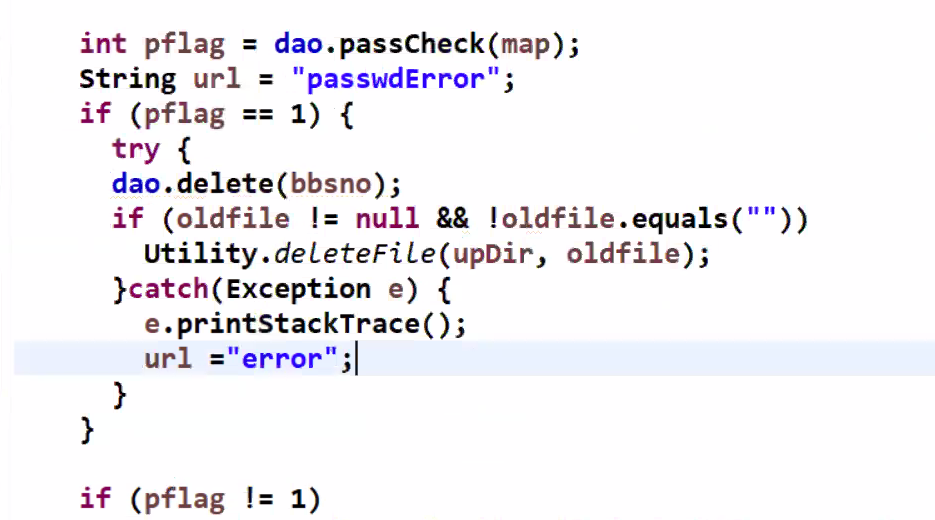 int pflag = dao.passCheck(map);
String url = "passwdError";
if (pflag == 1) {
try {
dao.delete(bbsno);
if (oldfile != null && !oldfile.equals(""))
Utility.deleteFile(upDir, oldfile);
}catch(Exception e) {
e.printStackTrace();
url ="error";
}
}
if (pflag != 1)